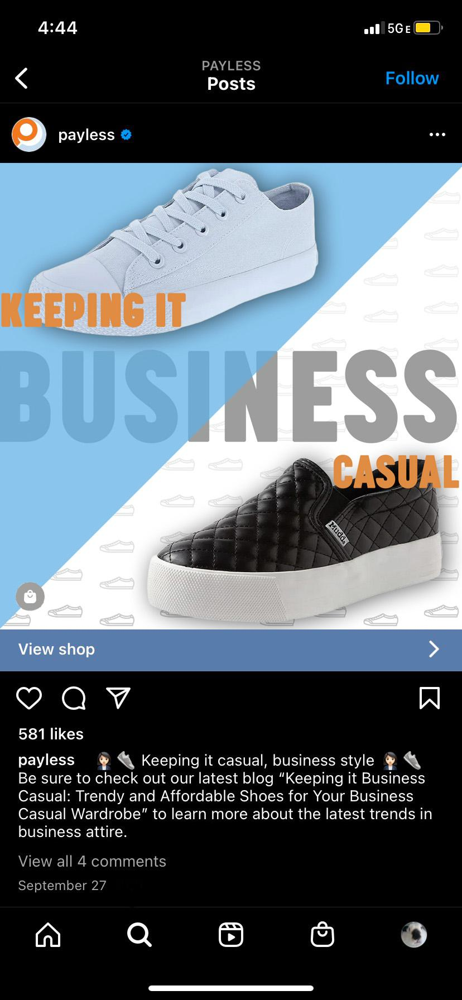 4:44
5GE
PAYLESS
Posts
Follow
payless
KEEPING IT
BUSINESS
CASUAL
Mudd
View shop
581 likes
payless 👩🏻‍💼👟 Keeping it casual, business style 👩🏻‍💼👟
Be sure to check out our latest blog “Keeping it Business
Casual: Trendy and Affordable Shoes for Your Business
Casual Wardrobe” to learn more about the latest trends in
business attire.
View all 4 comments
September 27